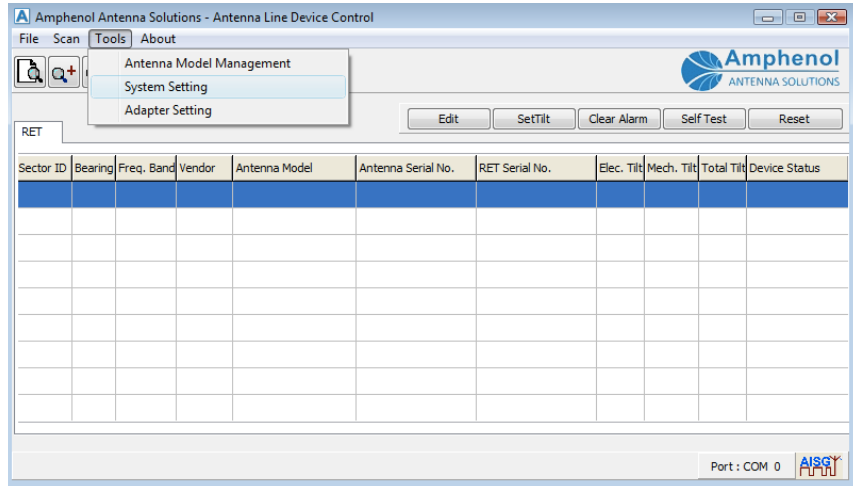 Amphenol Antenna Solutions - Antenna Line Device Control
File Scan Tools About
Antenna Model Management
System Setting
Adapter Setting
Amphenol
ANTENNA SOLUTIONS
Edit SetTilt Clear Alarm Self Test Reset
RET
Sector ID Bearing Freq. Band Vendor Antenna Model Antenna Serial No. RET Serial No. Elec. Tilt Mech. Tilt Total Tilt Device Status
Port : COM 0 AISG